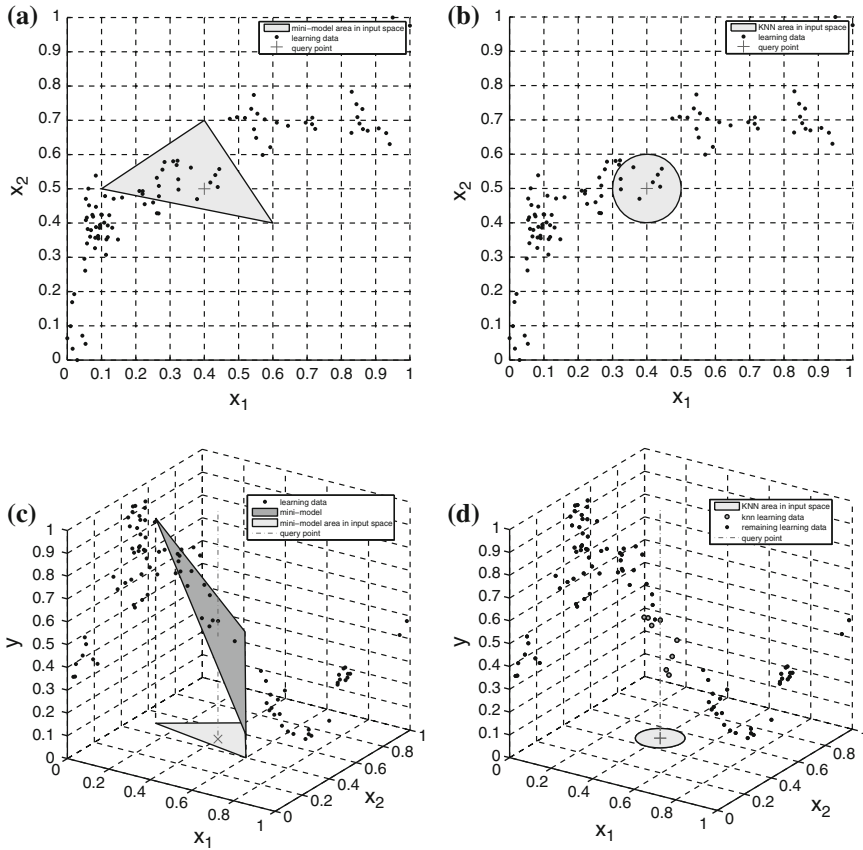 (a)
1
0.9
0.8
0.7
0.6
0.5
0.4
0.3
0.2
0.1
0
x2
mini-model area in input space
learning data
query point
0 0.1 0.2 0.3 0.4 0.5 0.6 0.7 0.8 0.9 1
x1
(b)
1
0.9
0.8
0.7
0.6
0.5
0.4
0.3
0.2
0.1
0
x2
KNN area in input space
learning data
query point
0 0.1 0.2 0.3 0.4 0.5 0.6 0.7 0.8 0.9 1
x1
(c)
learning data
mini-model
mini-model area in input space
query point
1
0.9
0.8
0.7
0.6
0.5
0.4
0.3
0.2
0.1
0
y
0 0.2 0.4 0.6 0.8 1
x1
0 0.2 0.4 0.6 0.8 1
x2
(d)
KNN area in input space
knn learning data
remaining learning data
query point
1
0.9
0.8
0.7
0.6
0.5
0.4
0.3
0.2
0.1
0
y
0 0.2 0.4 0.6 0.8 1
x1
0 0.2 0.4 0.6 0.8 1
x2